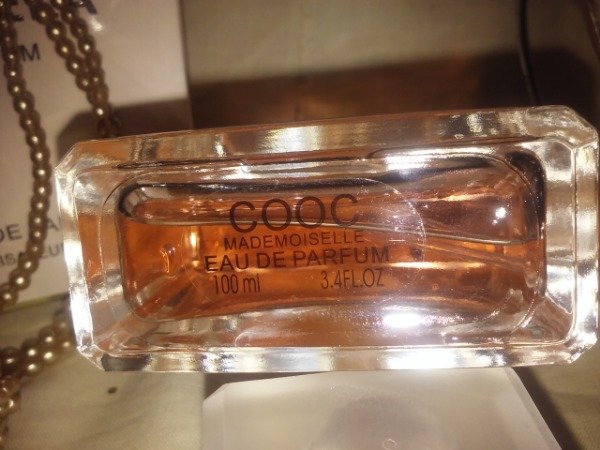 COOC
MADEMOISELLE
EAU DE PARFUM
100 ml 3.4FL.OZ